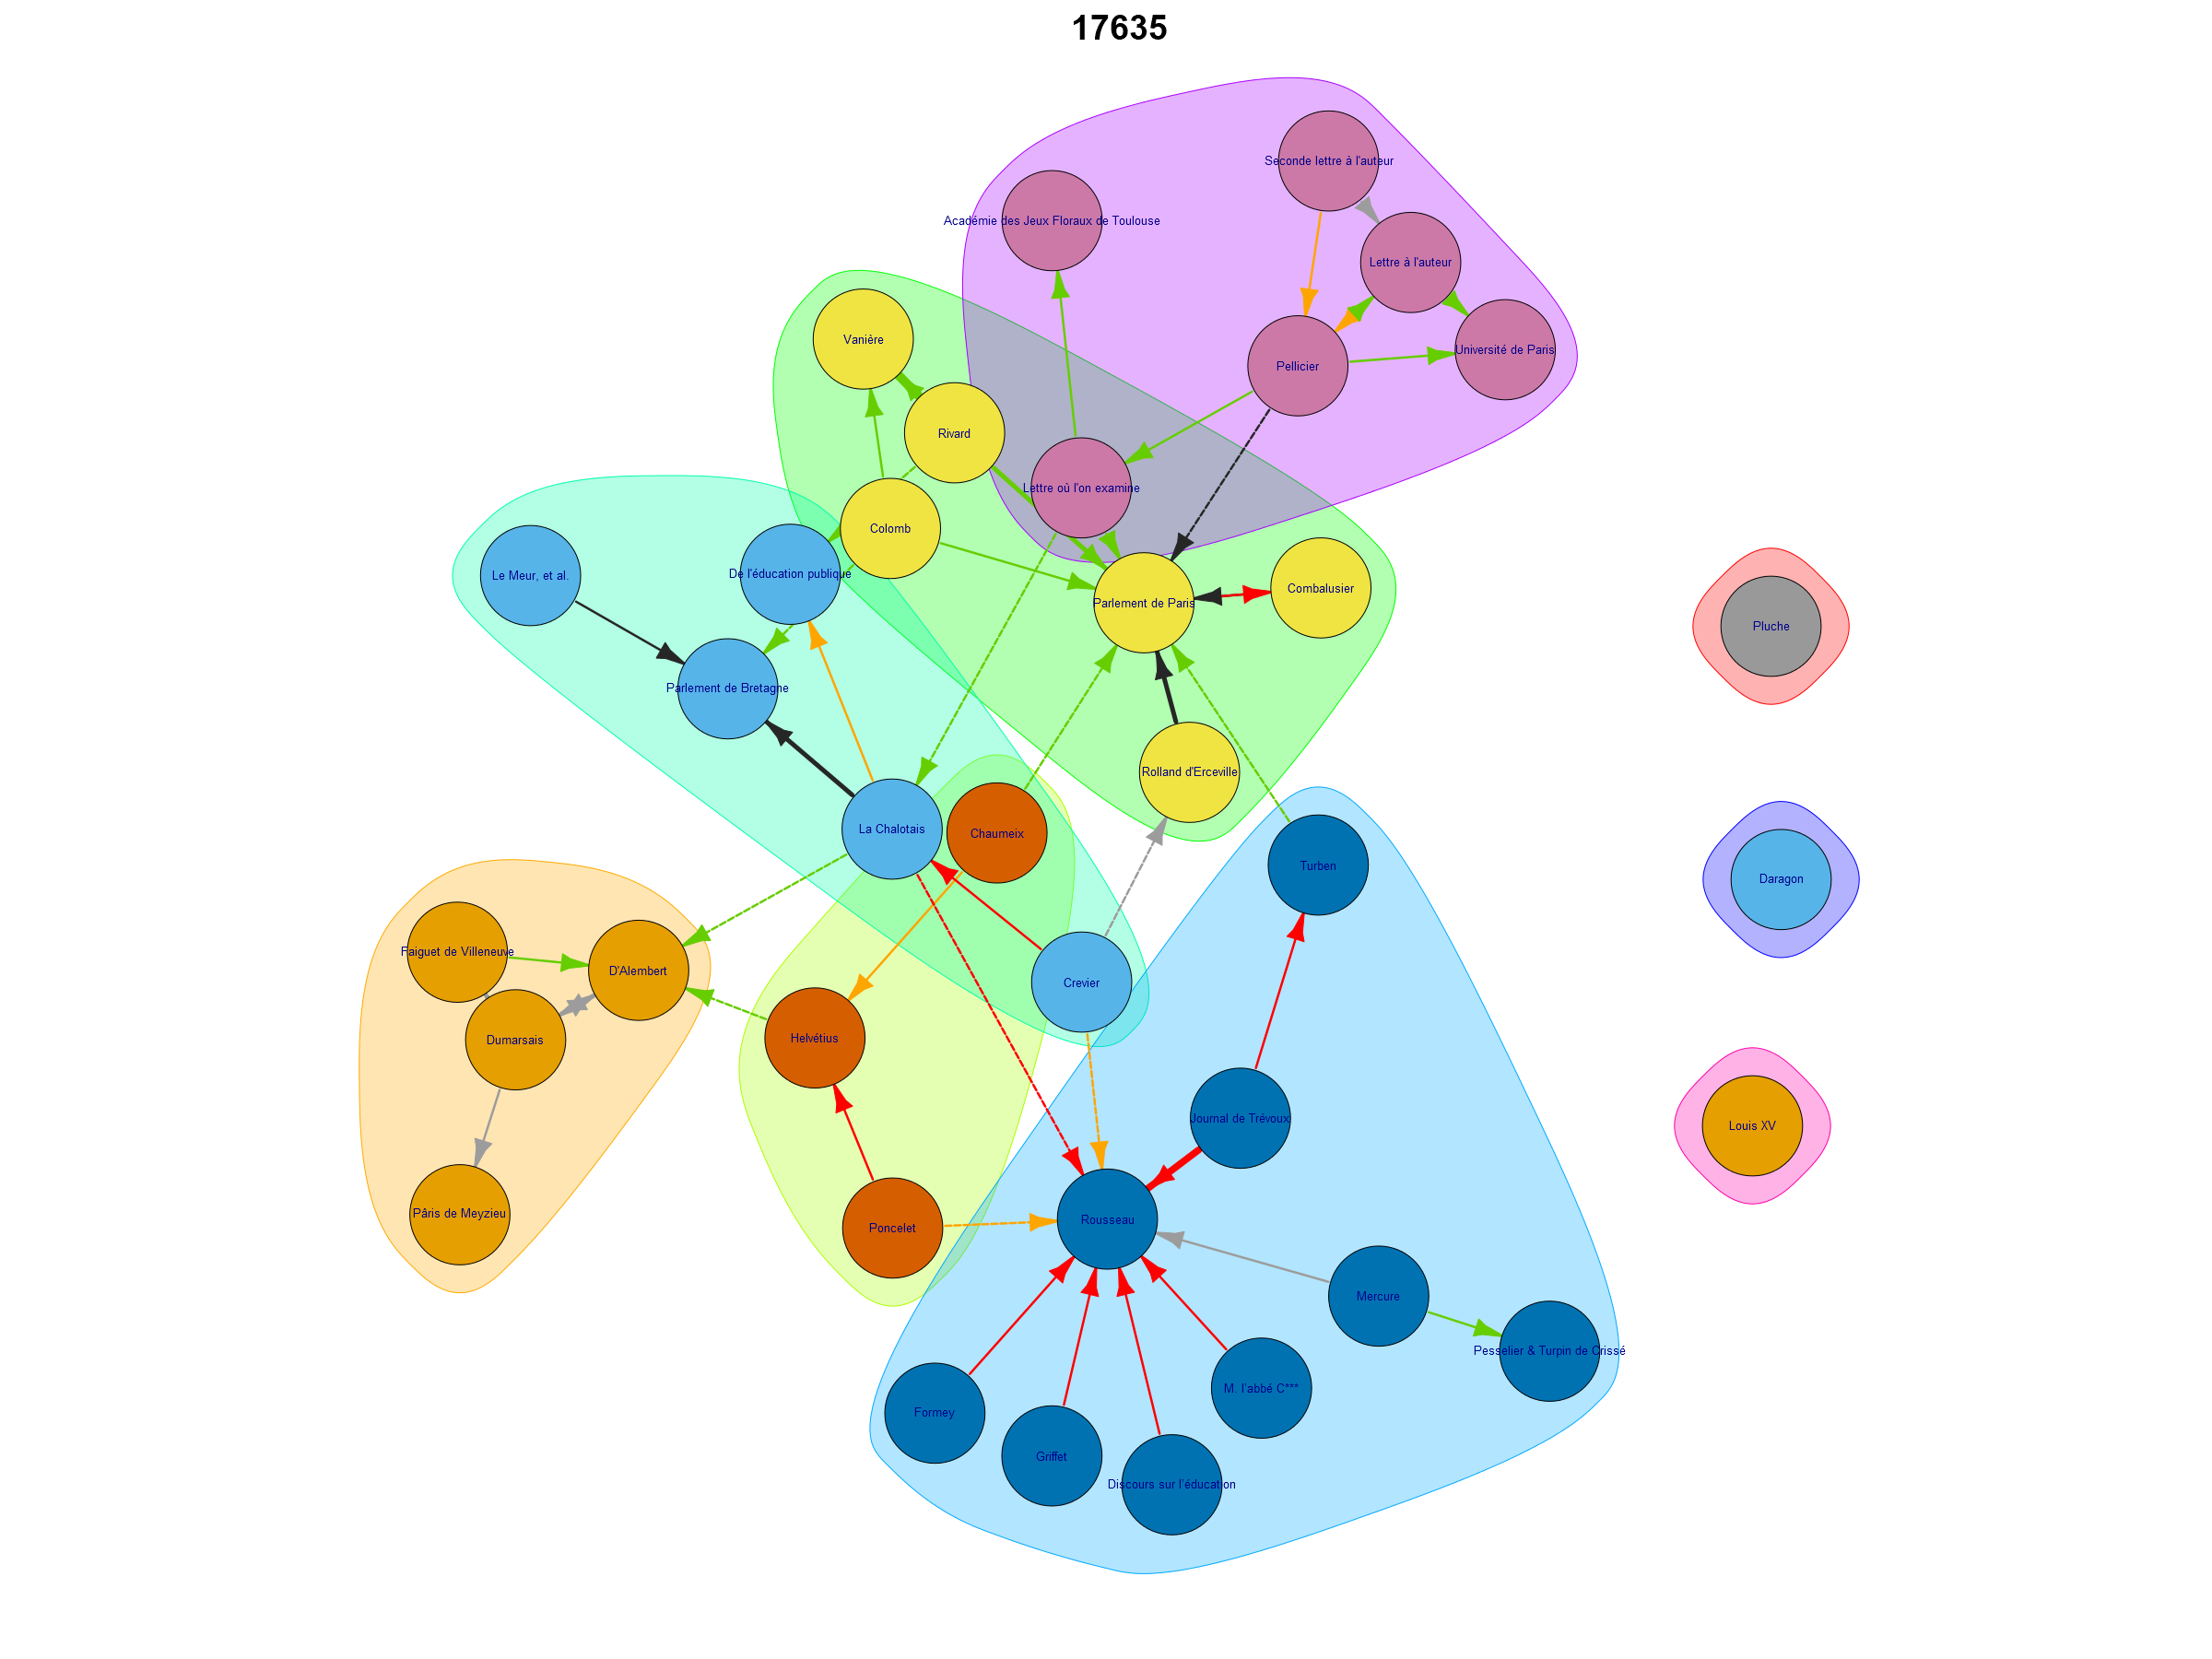 17635
Seconde lettre à l'auteur
Académie des Jeux Floraux de Toulouse
Lettre à l'auteur
Vanière
Université de Paris
Pellicier
Rivard
Lettre où l'on examine
Colomb
Le Meur, et al.
De l'éducation publique
Combalusier
Parlement de Paris
Pluche
Parlement de Bretagne
Rolland d'Erceville
La Chalotais
Chaumeix
Turben
Daragon
Faiguet de Villeneuve
D'Alembert
Crevier
Dumarsais
Helvétius
Journal de Trévoux
Louis XV
Pâris de Meyzieu
Rousseau
Poncelet
Mercure
Pesselier & Turpin de Crissé
M. l'abbé C***
Formey
Griffet
Discours sur l'éducation